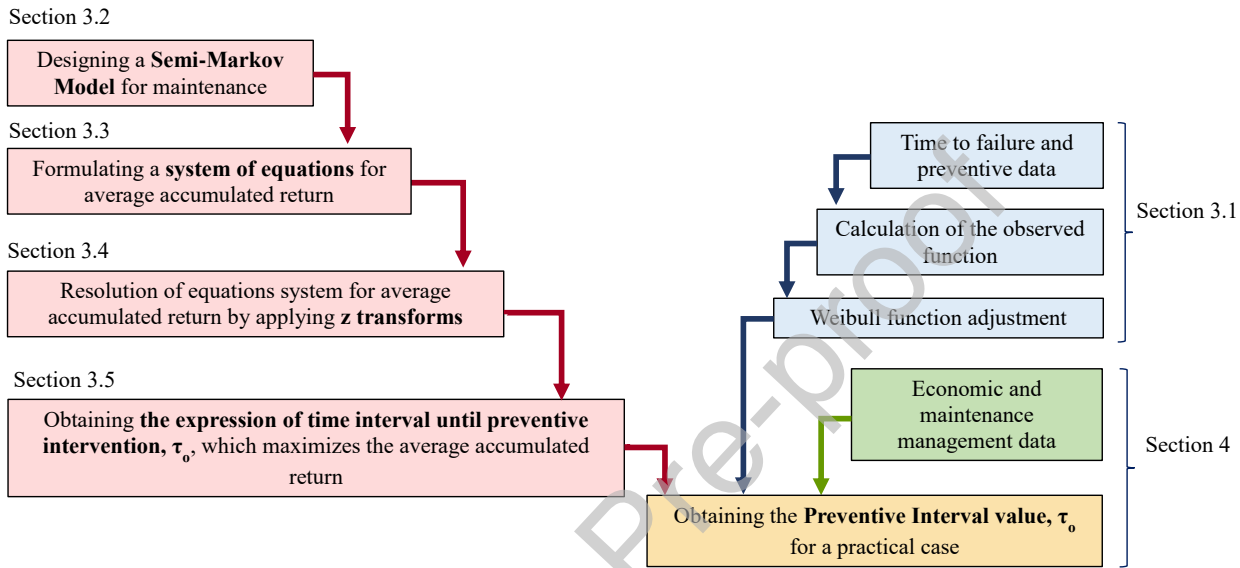 Section 3.2
Designing a Semi-Markov
Model for maintenance
Section 3.3
Formulating a system of equations for
average accumulated return
Section 3.4
Resolution of equations system for average
accumulated return by applying z transforms
Section 3.5
Obtaining the expression of time interval until preventive
intervention, τo, which maximizes the average accumulated
return
Time to failure and
preventive data
Calculation of the observed
function
Weibull function adjustment
Section 3.1
Economic and
maintenance
management data
Section 4
Obtaining the Preventive Interval value, τo
for a practical case
Pre-proof